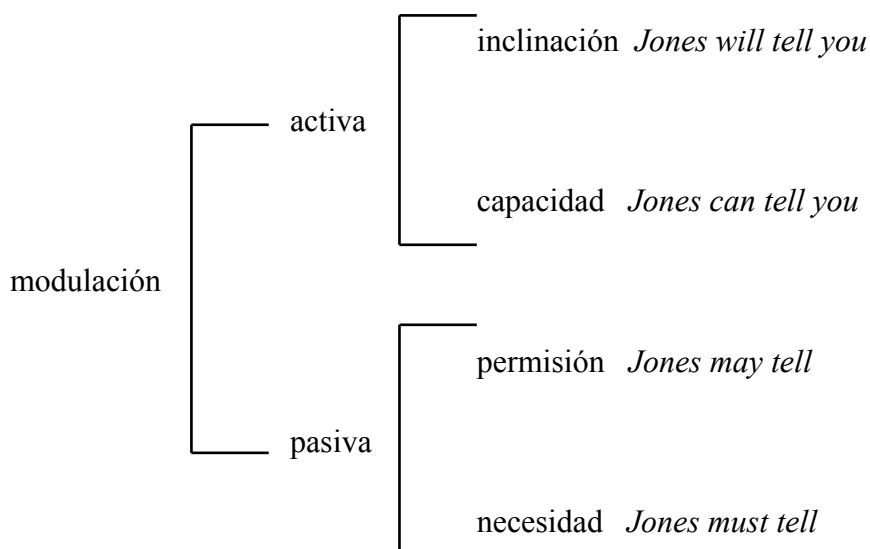 inclinación Jones will tell you
activa
capacidad Jones can tell you
modulación
permisión Jones may tell
pasiva
necesidad Jones must tell